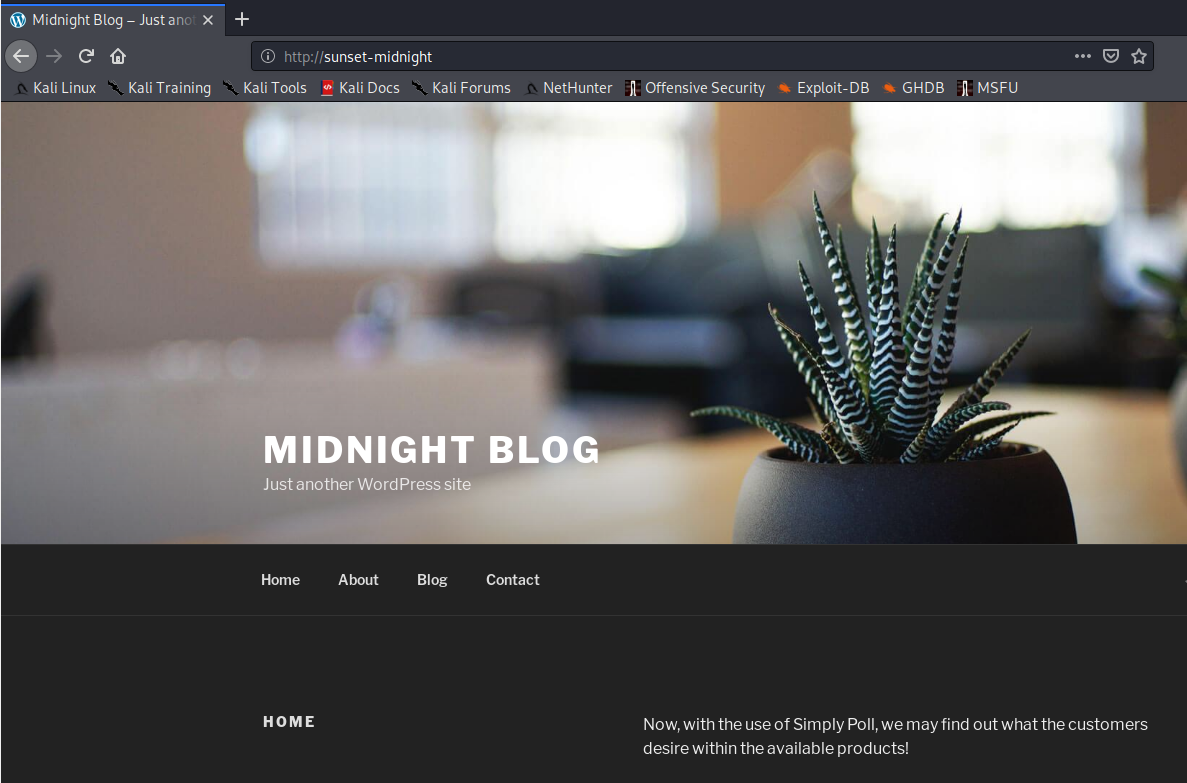 Midnight Blog – Just anot
http://sunset-midnight
Kali Linux Kali Training Kali Tools Kali Docs Kali Forums NetHunter Offensive Security Exploit-DB GHDB MSFU
MIDNIGHT BLOG
Just another WordPress site
Home About Blog Contact
HOME
Now, with the use of Simply Poll, we may find out what the customers
desire within the available products!